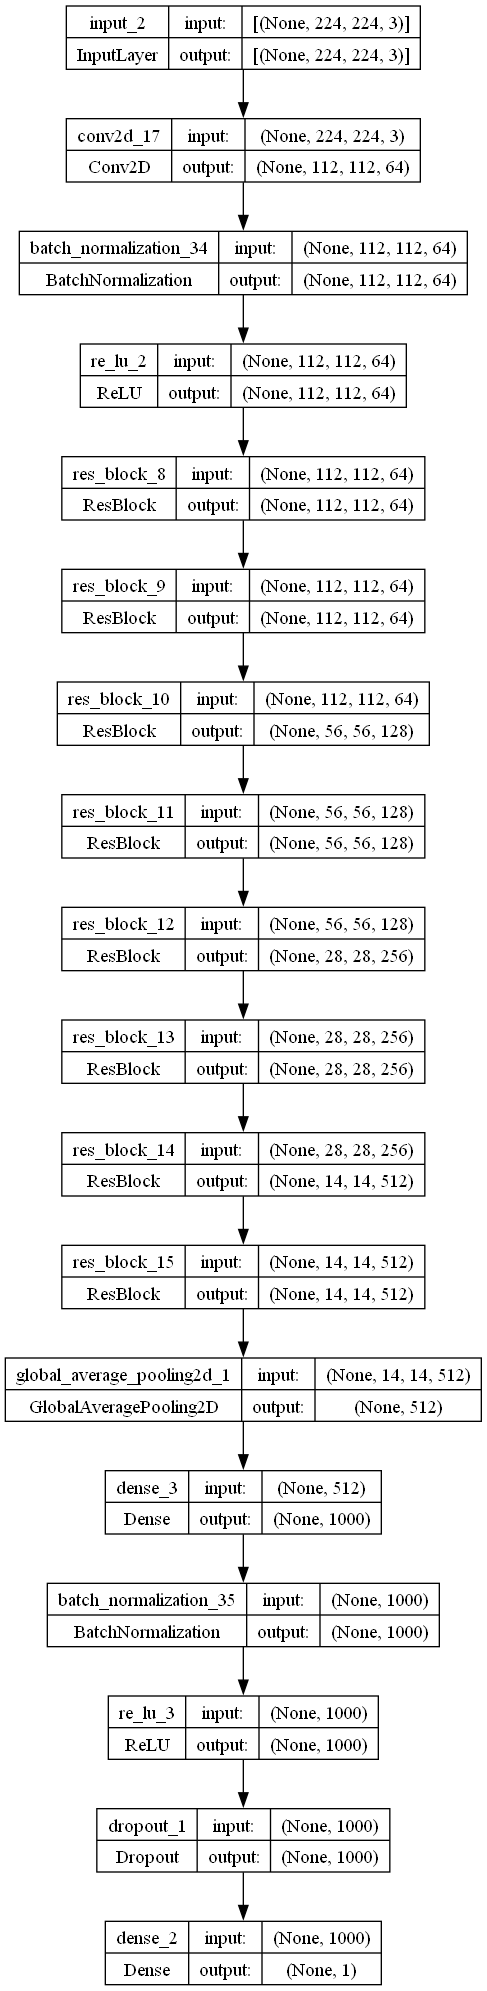 input_2 input: [(None, 224, 224, 3)]
InputLayer output: [(None, 224, 224, 3)]
conv2d_17 input: (None, 224, 224, 3)
Conv2D output: (None, 112, 112, 64)
batch_normalization_34 input: (None, 112, 112, 64)
BatchNormalization output: (None, 112, 112, 64)
re_lu_2 input: (None, 112, 112, 64)
ReLU output: (None, 112, 112, 64)
res_block_8 input: (None, 112, 112, 64)
ResBlock output: (None, 112, 112, 64)
res_block_9 input: (None, 112, 112, 64)
ResBlock output: (None, 112, 112, 64)
res_block_10 input: (None, 112, 112, 64)
ResBlock output: (None, 56, 56, 128)
res_block_11 input: (None, 56, 56, 128)
ResBlock output: (None, 56, 56, 128)
res_block_12 input: (None, 56, 56, 128)
ResBlock output: (None, 28, 28, 256)
res_block_13 input: (None, 28, 28, 256)
ResBlock output: (None, 28, 28, 256)
res_block_14 input: (None, 28, 28, 256)
ResBlock output: (None, 14, 14, 512)
res_block_15 input: (None, 14, 14, 512)
ResBlock output: (None, 14, 14, 512)
global_average_pooling2d_1 input: (None, 14, 14, 512)
GlobalAveragePooling2D output: (None, 512)
dense_3 input: (None, 512)
Dense output: (None, 1000)
batch_normalization_35 input: (None, 1000)
BatchNormalization output: (None, 1000)
re_lu_3 input: (None, 1000)
ReLU output: (None, 1000)
dropout_1 input: (None, 1000)
Dropout output: (None, 1000)
dense_2 input: (None, 1000)
Dense output: (None, 1)